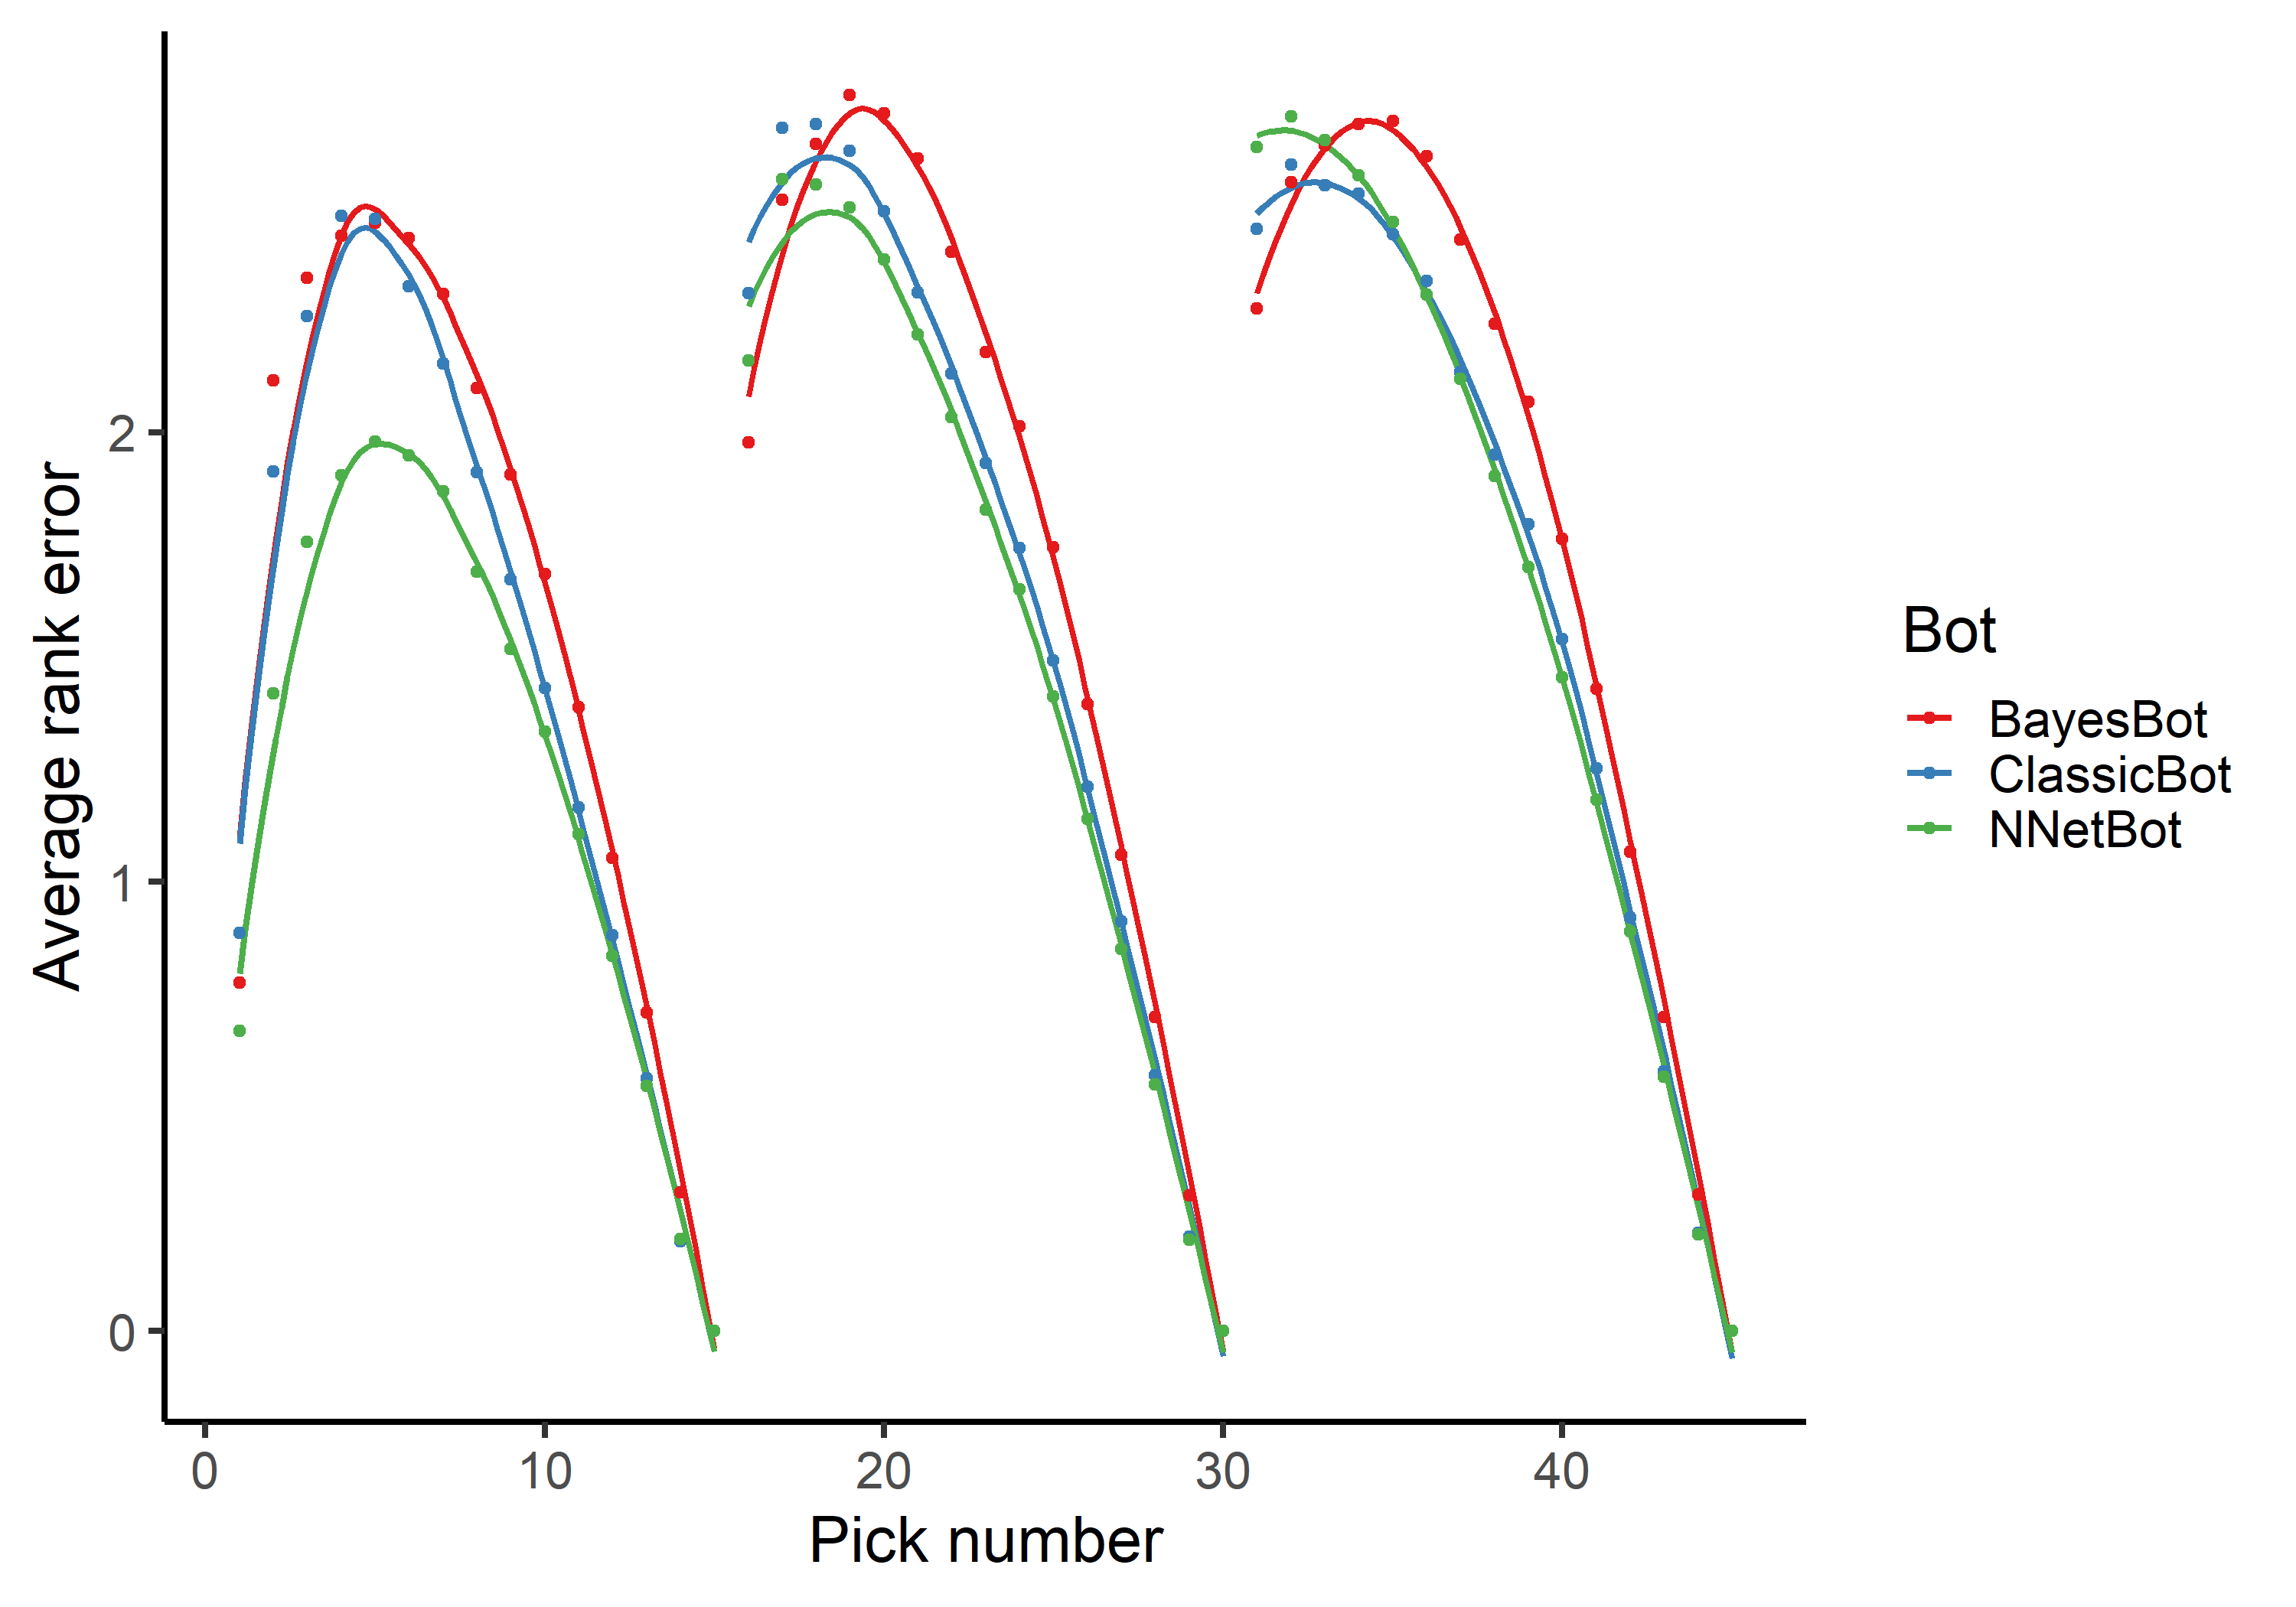 Average rank error
2
1
0
0 10 20 30 40
Pick number
Bot
BayesBot
ClassicBot
NNetBot